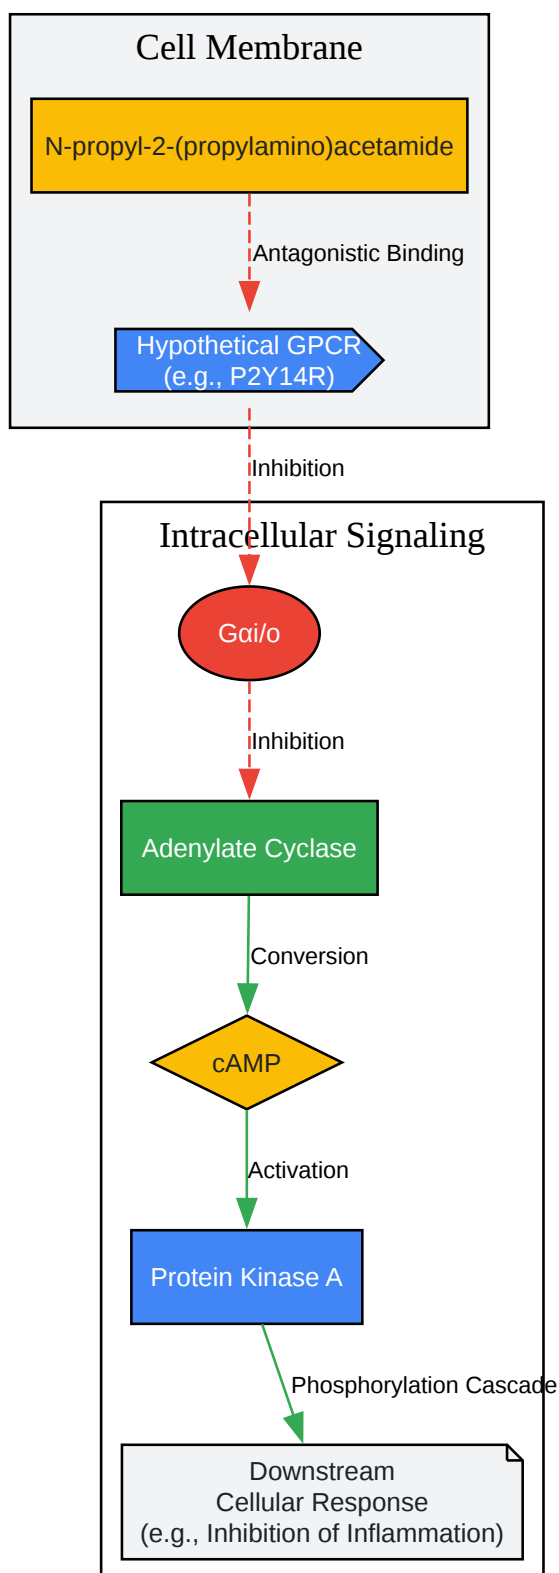 Cell Membrane
N-propyl-2-(propylamino)acetamide
Antagonistic Binding
Hypothetical GPCR
(e.g., P2Y14R)
Inhibition
Intracellular Signaling
Gαi/o
Inhibition
Adenylate Cyclase
Conversion
cAMP
Activation
Protein Kinase A
Phosphorylation Cascade
Downstream
Cellular Response
(e.g., Inhibition of Inflammation)